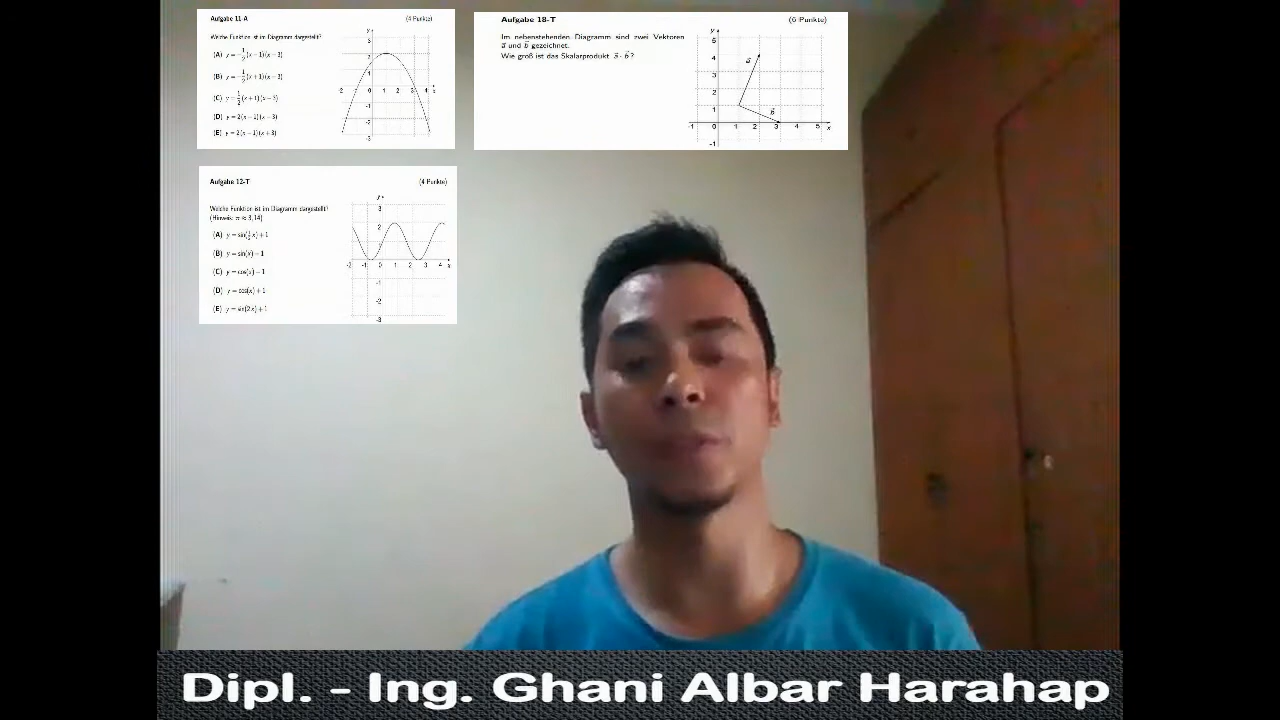 Aufgabe 11-A (4 Punkte)
Welche Funktion ist im Diagramm dargestellt?
(A) y = -½(x-1)(x-3)
(B) y = -½(x+1)(x-3)
(C) y = ½(x+1)(x-3)
(D) y = 2(x-1)(x-3)
(E) y = 2(x-1)(x+3)
Aufgabe 18-T (6 Punkte)
Im nebenstehenden Diagramm sind zwei Vektoren
a⃗ und b⃗ gezeichnet.
Wie groß ist das Skalarprodukt a⃗ · b⃗ ?
Aufgabe 12-T (4 Punkte)
Welche Funktion ist im Diagramm dargestellt?
(Hinweis: π ≈ 3,14)
(A) y = sin(½x)+1
(B) y = sin(x)-1
(C) y = cos(x)-1
(D) y = cos(x)+1
(E) y = sin(2x)+1
Dipl. - Ing. Ghani Albar Harahap